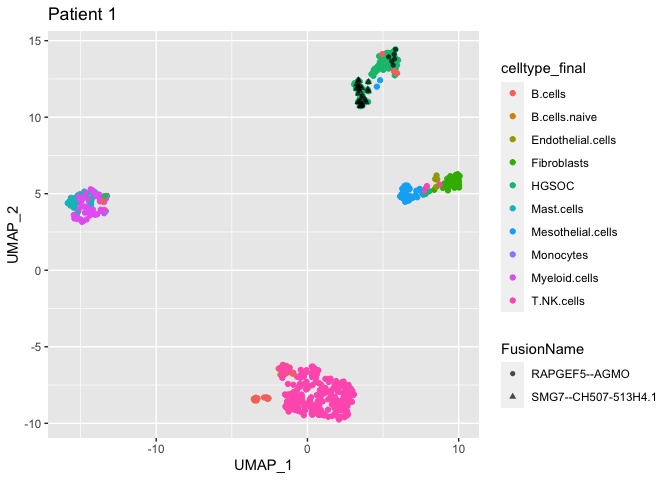 Patient 1
15
10
5
0
-5
-10
UMAP_2
-10
0
10
UMAP_1
celltype_final
B.cells
B.cells.naive
Endothelial.cells
Fibroblasts
HGSOC
Mast.cells
Mesothelial.cells
Monocytes
Myeloid.cells
T.NK.cells
FusionName
RAPGEF5--AGMO
SMG7--CH507-513H4.1